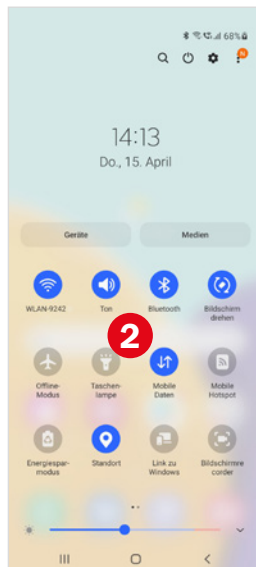 68%
N
14:13
Do., 15. April
Geräte Medien
WLAN-9242 Ton Bluetooth Bildschirm
drehen
2
Offline- Taschen- Mobile Mobile
Modus lampe Daten Hotspot
Energiespar- Standort Link zu Bildschirmre
modus Windows corder